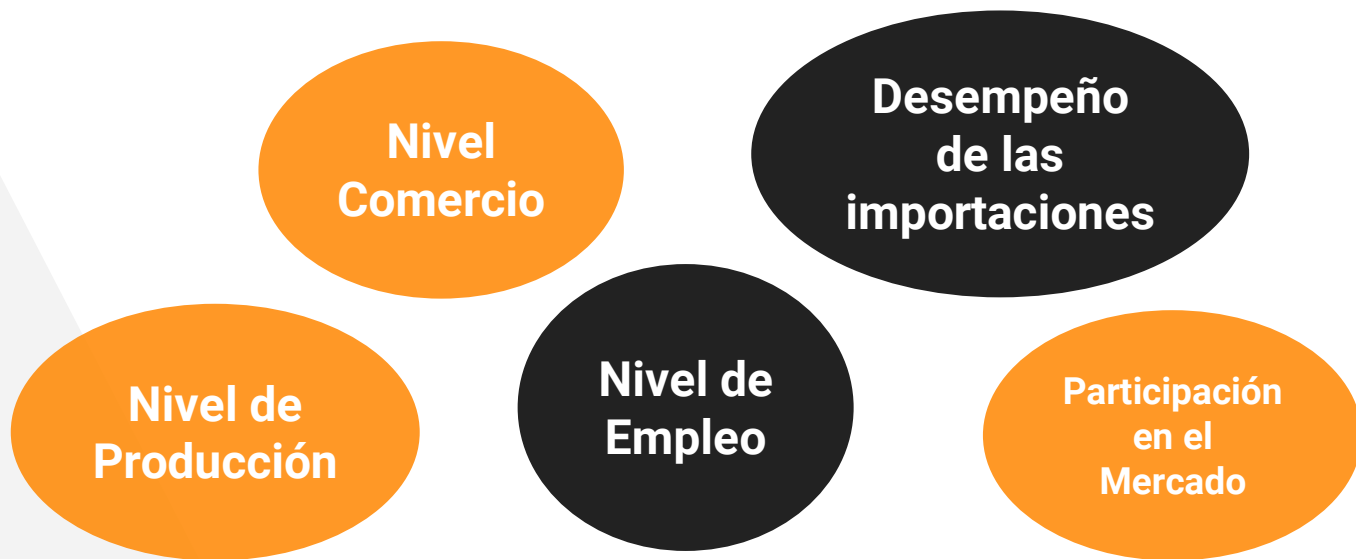 Nivel
Comercio
Desempeño
de las
importaciones
Nivel de
Producción
Nivel de
Empleo
Participación
en el
Mercado